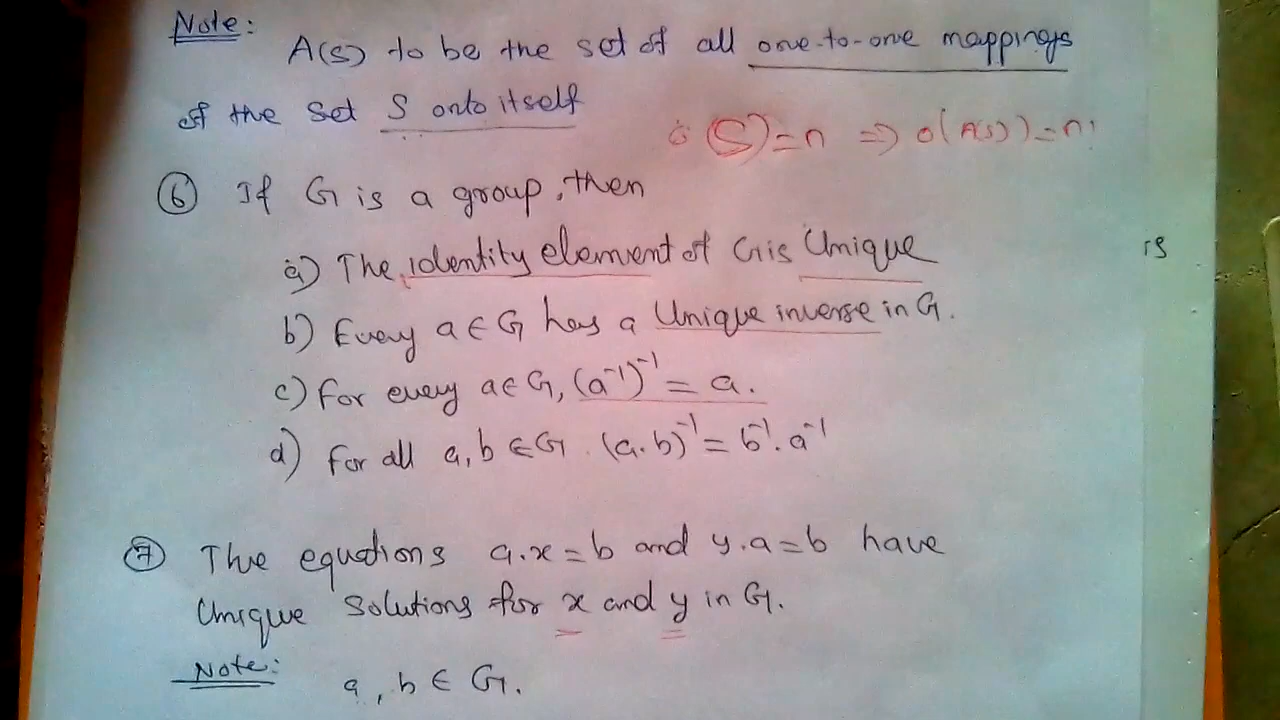 Note:
A(S) to be the set of all one-to-one mappings
of the set S onto itself
o(S)=n => o(A(S))=n!
6 If G is a group, then
a) The identity element of G is Unique
is
b) Every a ∈ G has a Unique inverse in G.
c) For every a ∈ G, (a⁻¹)⁻¹ = a.
d) For all a, b ∈ G (a.b)⁻¹ = b⁻¹. a⁻¹
7 The equations a.x = b and y.a = b have
Unique solutions for x and y in G.
Note:
a, b ∈ G.